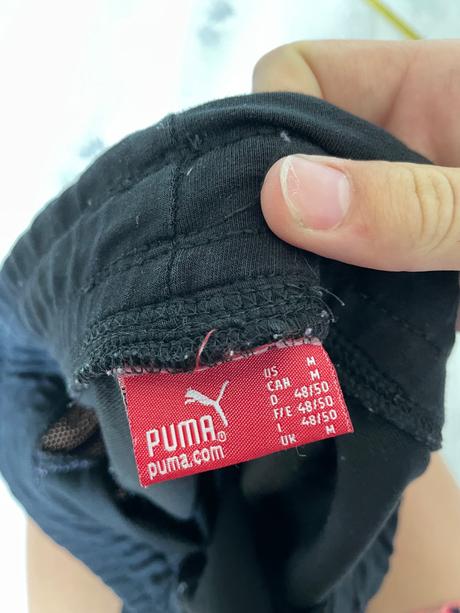 PUMA®
puma.com
US M
CAN M
D 48/50
F/E 48/50
I 48/50
UK M